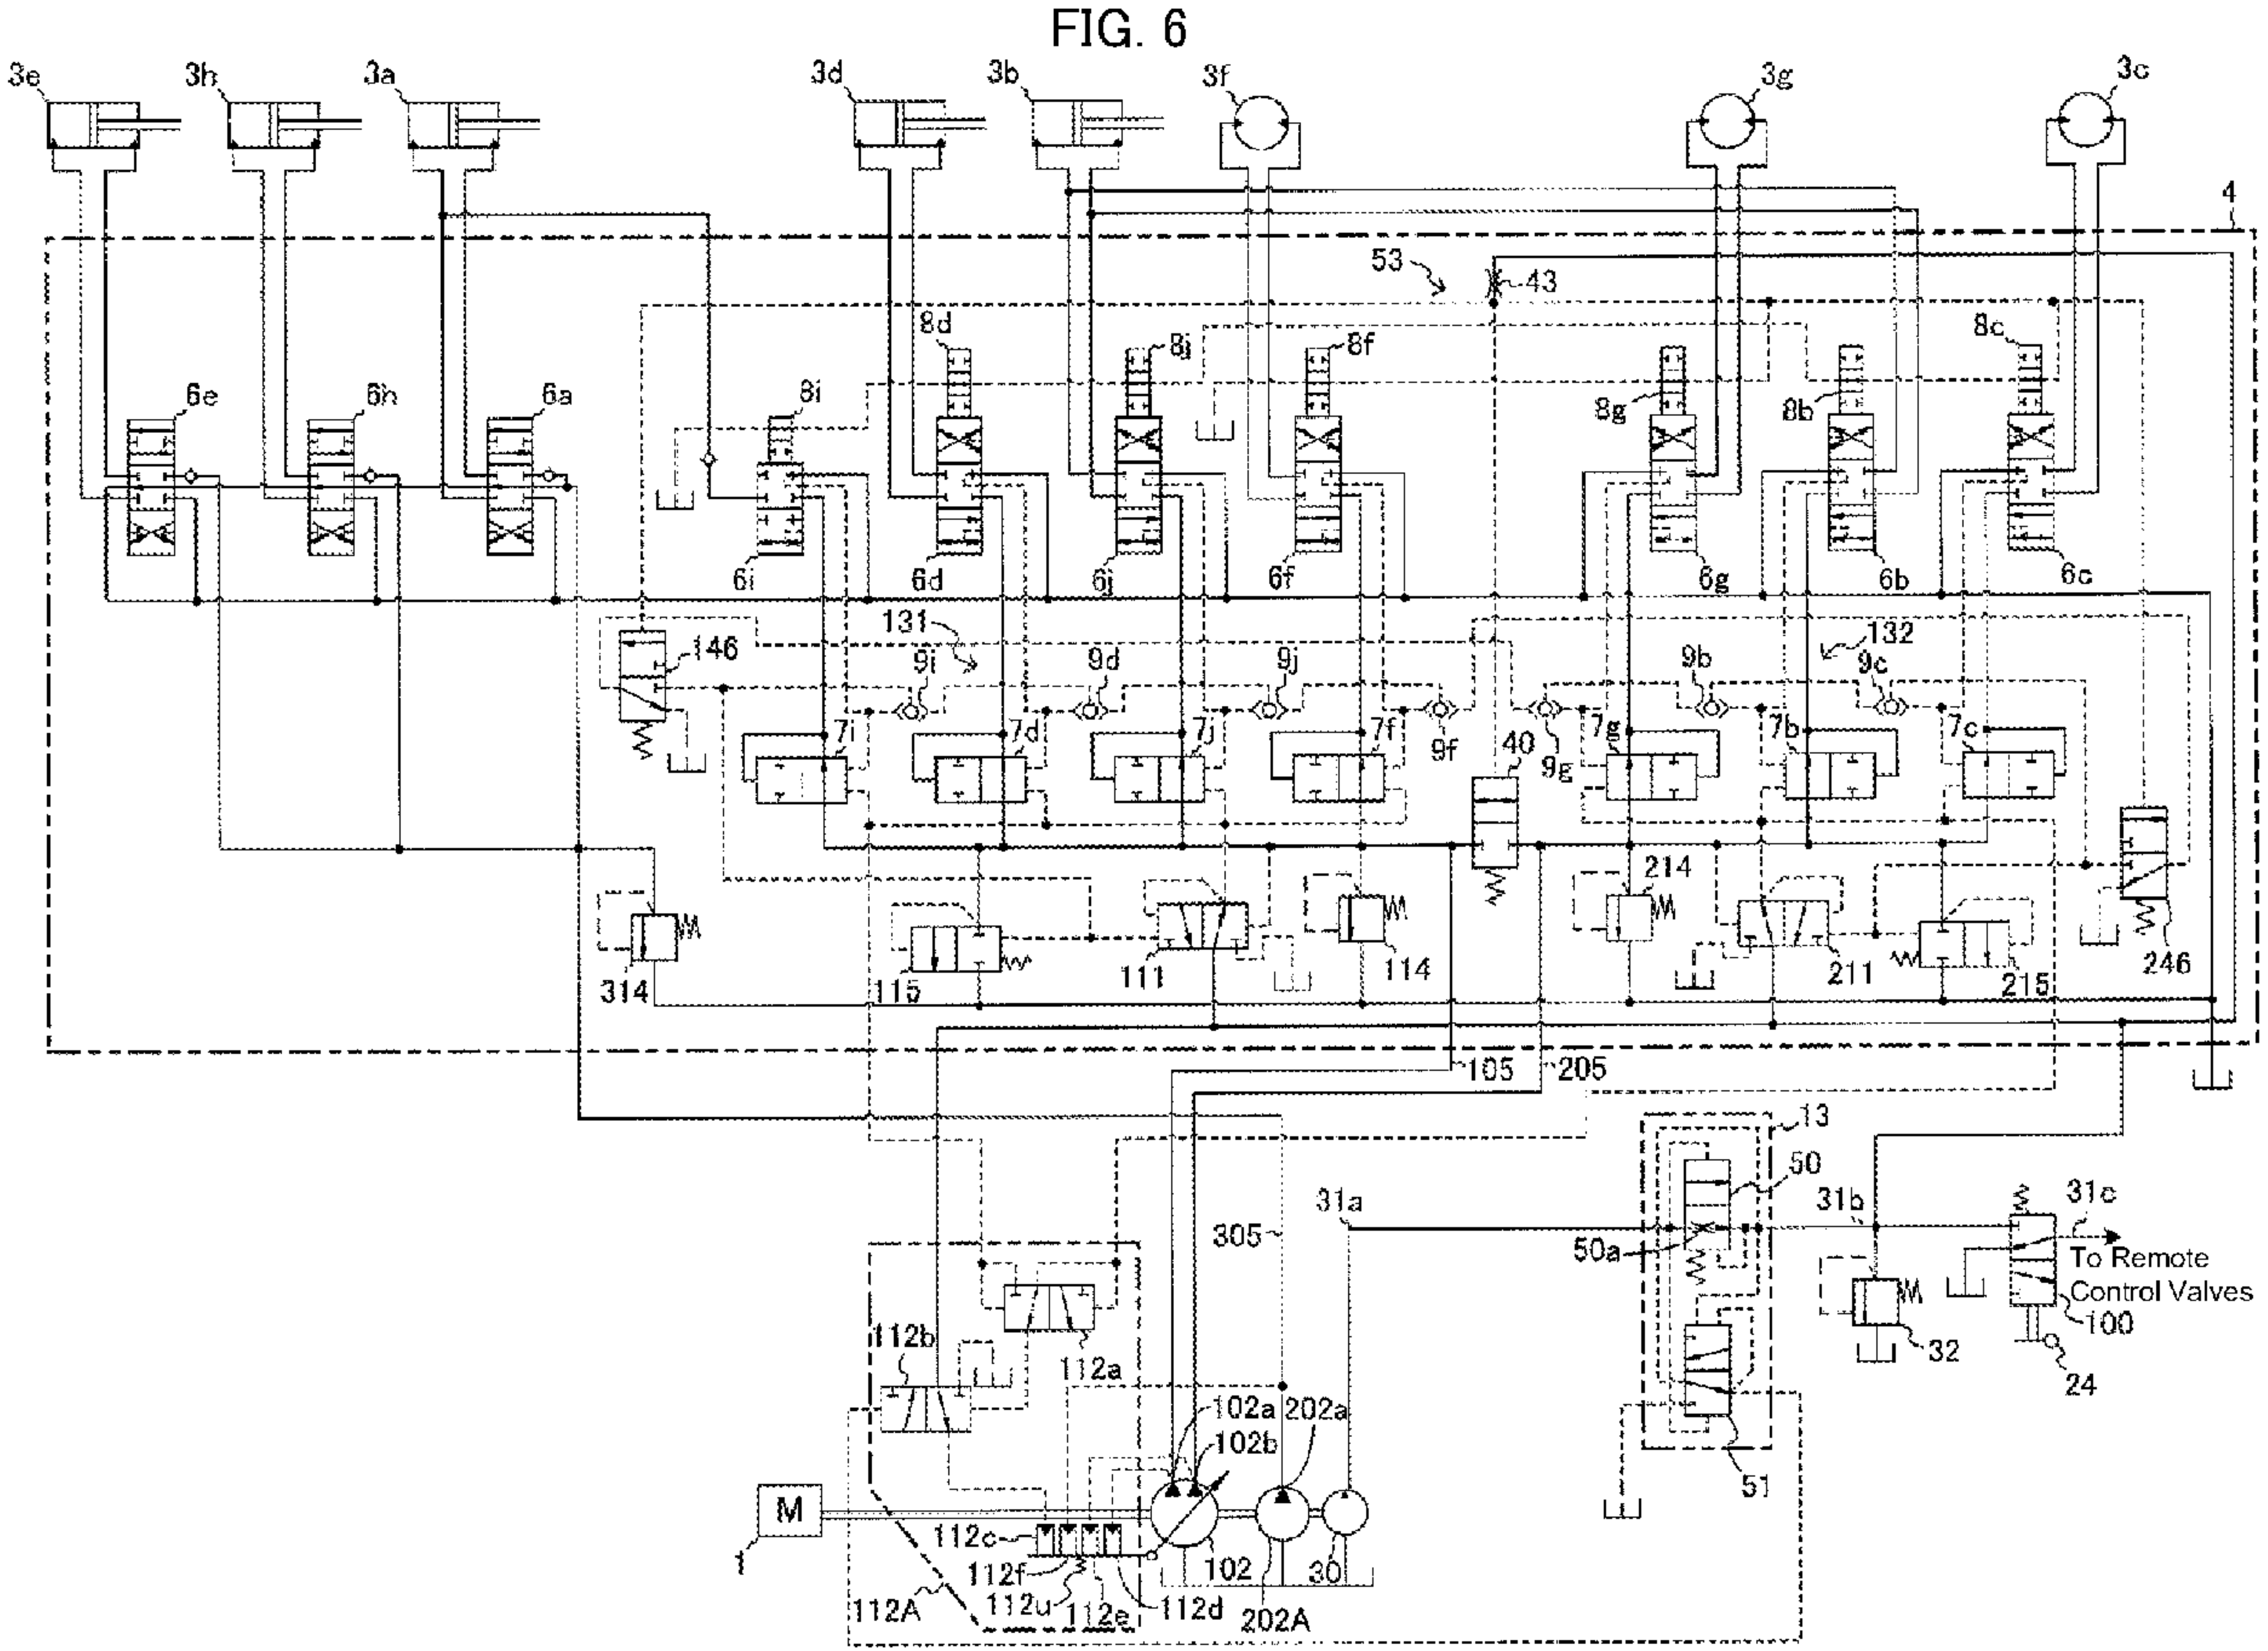 FIG. 6
3e
3h
3a
3d
3b
3f
3g
3c
4
53
43
8d
8j
8f
8c
6e
6h
6a
8i
8g
8b
6i
6d
6j
6f
6g
6b
6c
131
132
146
9i
9d
9j
9b
9c
7i
7d
7j
7f
9f
40
9g
7g
7b
7c
314
115
111
114
214
211
215
246
105
205
13
50
31a
31b
31c
305
50a
To Remote
Control Valves
100
112b
112a
32
24
102a
202a
102b
51
M
1
112c
112f
112u
112e
112d
102
30
112A
202A